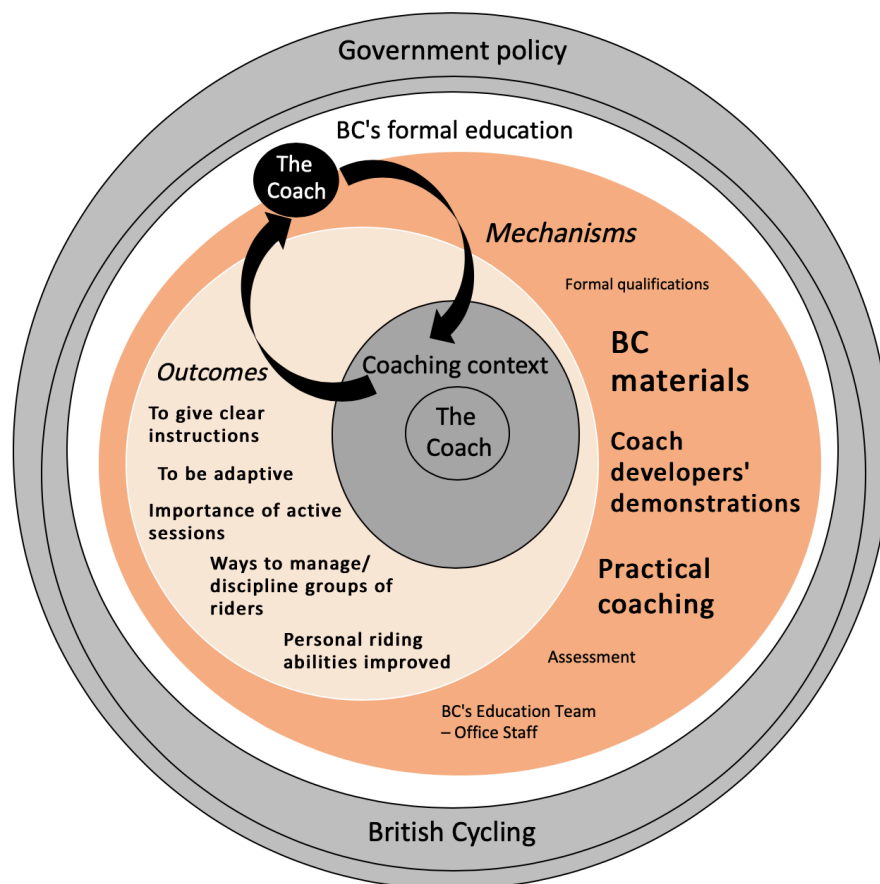 Government policy
BC's formal education
The
Coach
Mechanisms
Formal qualifications
BC
materials
Coaching context
Outcomes
The
Coach
To give clear
instructions
Coach
developers'
demonstrations
To be adaptive
Importance of active
sessions
Ways to manage/
discipline groups of
riders
Practical
coaching
Personal riding
abilities improved
Assessment
BC's Education Team
– Office Staff
British Cycling